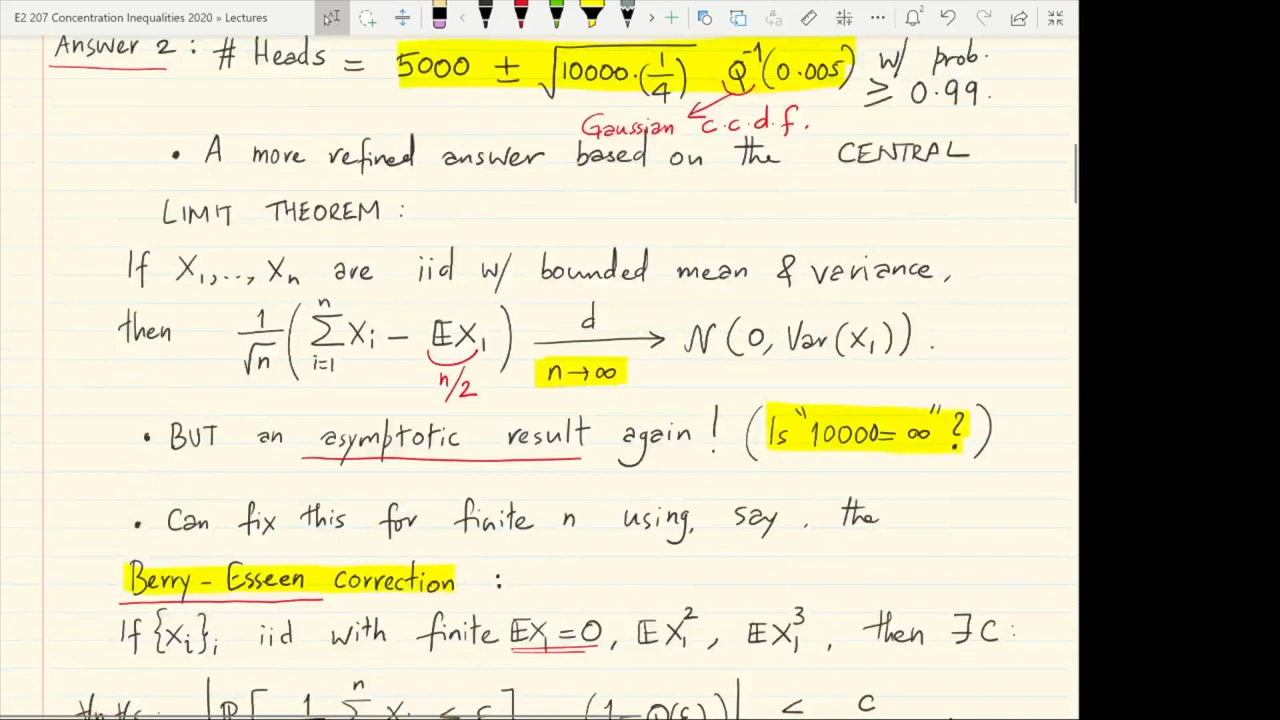 E2 207 Concentration Inequalities 2020 » Lectures
Answer 2 : # Heads = 5000 ± √(10000·(1/4)) Q⁻¹(0.005) w/ prob. ≥ 0.99.
Gaussian c.c.d.f.
• A more refined answer based on the CENTRAL
LIMIT THEOREM :
If X₁,..., Xₙ are iid w/ bounded mean & variance,
then 1/√n ( Σᵢ₌₁ⁿ Xᵢ − 𝔼X₁ ) →ᵈ N(0, Var(X₁)).
n/2 n→∞
• BUT an asymptotic result again! (Is "10000 = ∞"?)
• Can fix this for finite n using, say, the
Berry - Esseen correction :
If {Xᵢ}ᵢ iid with finite 𝔼X₁ = 0, 𝔼X₁², 𝔼X₁³, then ∃ C :